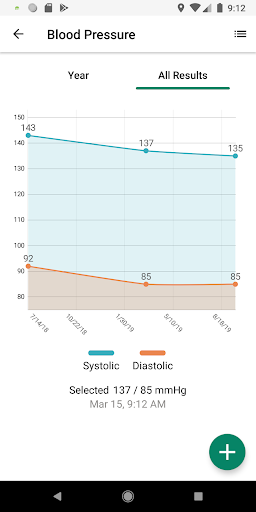 9:12
Blood Pressure
Year
All Results
150
143
140
137
135
130
120
110
100
92
90
85
85
80
7/14/18
10/22/18
1/30/19
5/10/19
8/18/19
Systolic
Diastolic
Selected 137 / 85 mmHg
Mar 15, 9:12 AM